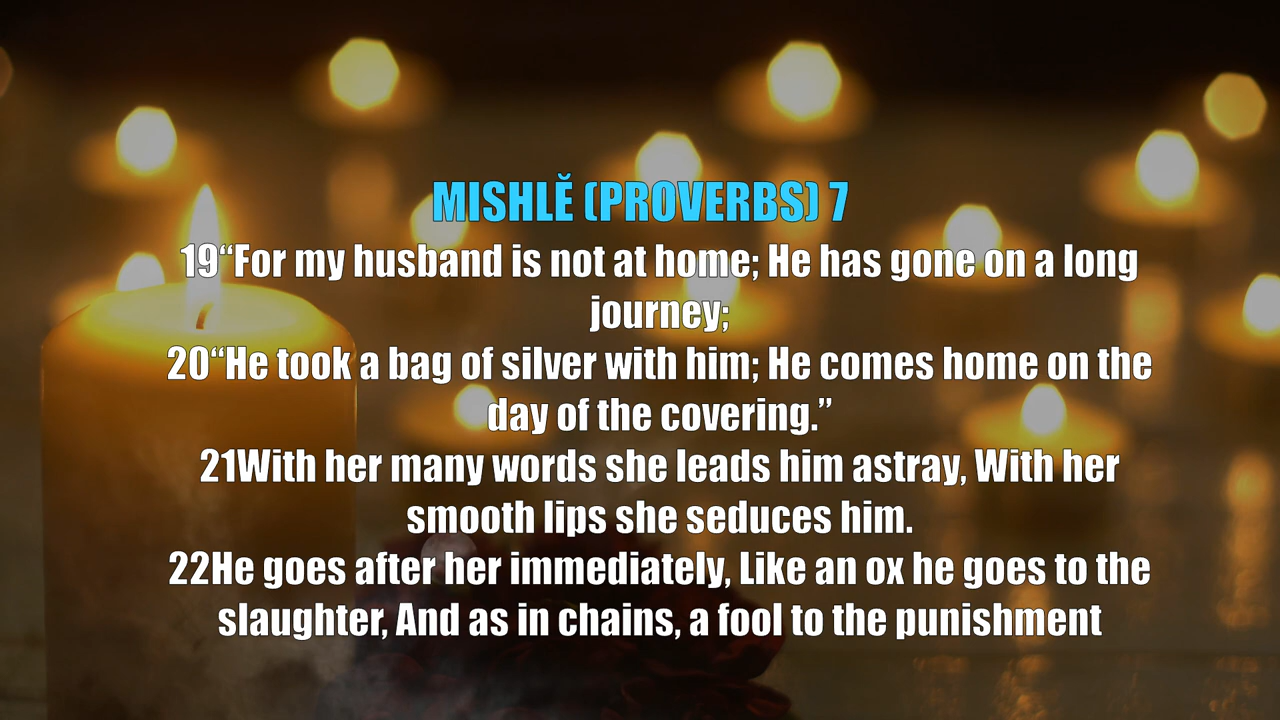 MISHLĚ (PROVERBS) 7
19“For my husband is not at home; He has gone on a long
journey;
20“He took a bag of silver with him; He comes home on the
day of the covering.”
21With her many words she leads him astray, With her
smooth lips she seduces him.
22He goes after her immediately, Like an ox he goes to the
slaughter, And as in chains, a fool to the punishment